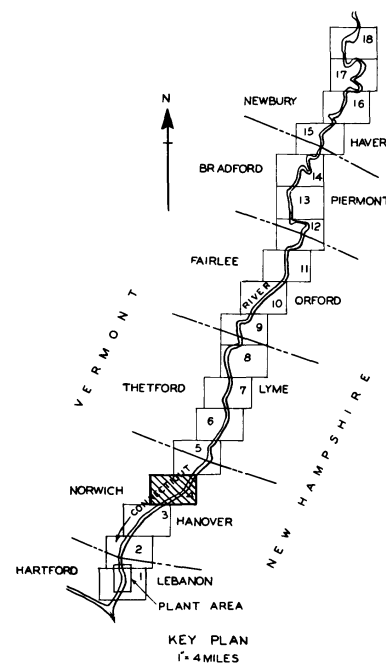 18
17
N
NEWBURY
16
15
HAVER
BRADFORD
14
13
PIERMONT
12
FAIRLEE
11
RIVER
10
ORFORD
9
VERMONT
8
THETFORD
7
LYME
6
5
NEW HAMPSHIRE
NORWICH
CONNECTICUT
3
HANOVER
2
HARTFORD
1
LEBANON
PLANT AREA
KEY PLAN
1"= 4 MILES